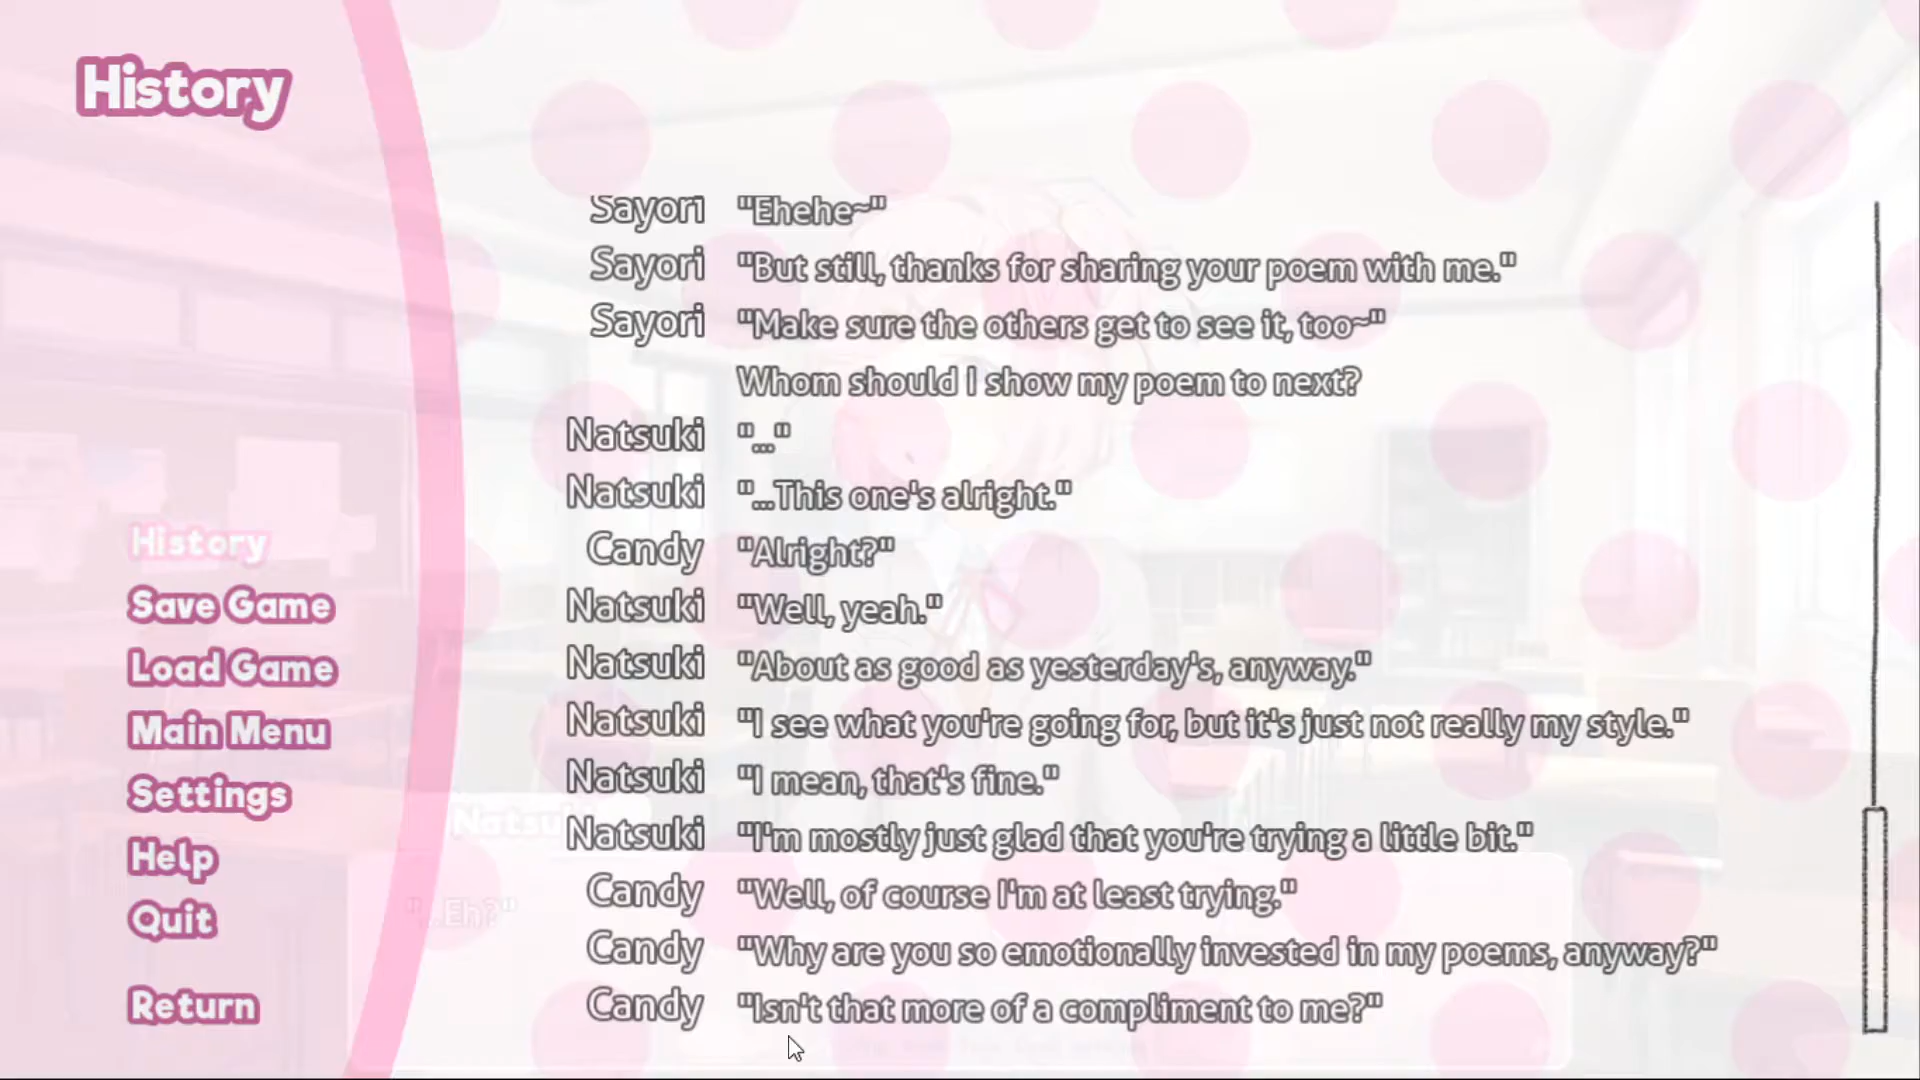 History
Sayori "Ehehe~"
Sayori "But still, thanks for sharing your poem with me."
Sayori "Make sure the others get to see it, too~"
Whom should I show my poem to next?
Natsuki "..."
Natsuki "...This one's alright."
Candy "Alright?"
Natsuki "Well, yeah."
Natsuki "About as good as yesterday's, anyway."
Natsuki "I see what you're going for, but it's just not really my style."
Natsuki "I mean, that's fine."
Natsuki "I'm mostly just glad that you're trying a little bit."
Candy "Well, of course I'm at least trying."
Candy "Why are you so emotionally invested in my poems, anyway?"
Candy "Isn't that more of a compliment to me?"
History
Save Game
Load Game
Main Menu
Settings
Help
Quit
Return
Natsuki
"...Eh?"